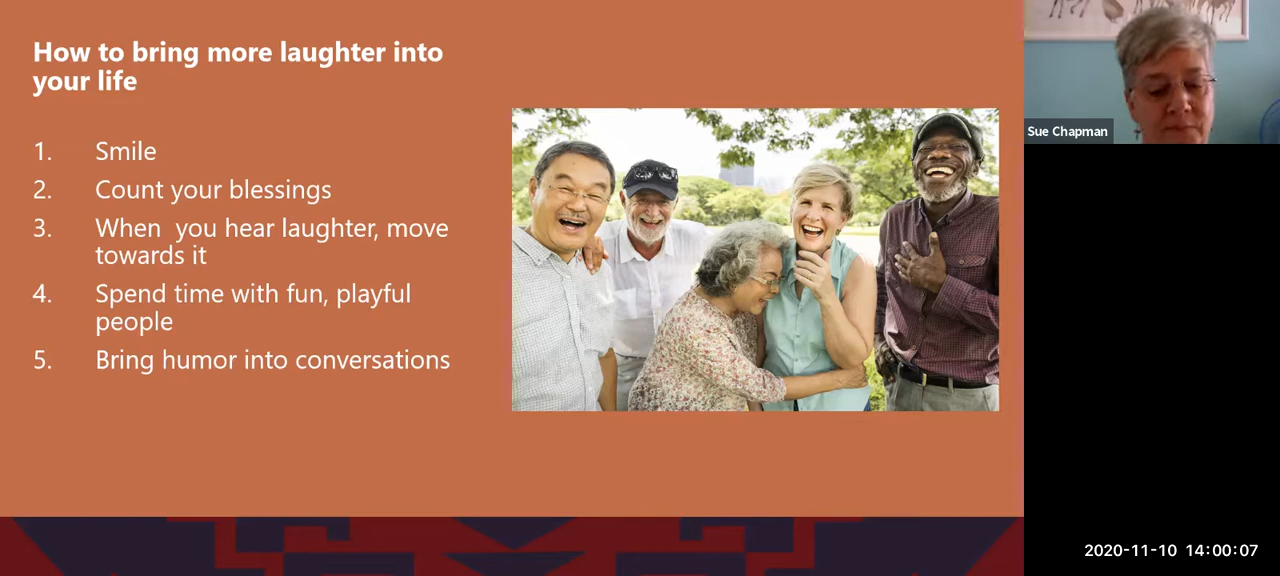 How to bring more laughter into
your life
1. Smile
2. Count your blessings
3. When  you hear laughter, move
towards it
4. Spend time with fun, playful
people
5. Bring humor into conversations
Sue Chapman
2020-11-10 14:00:07